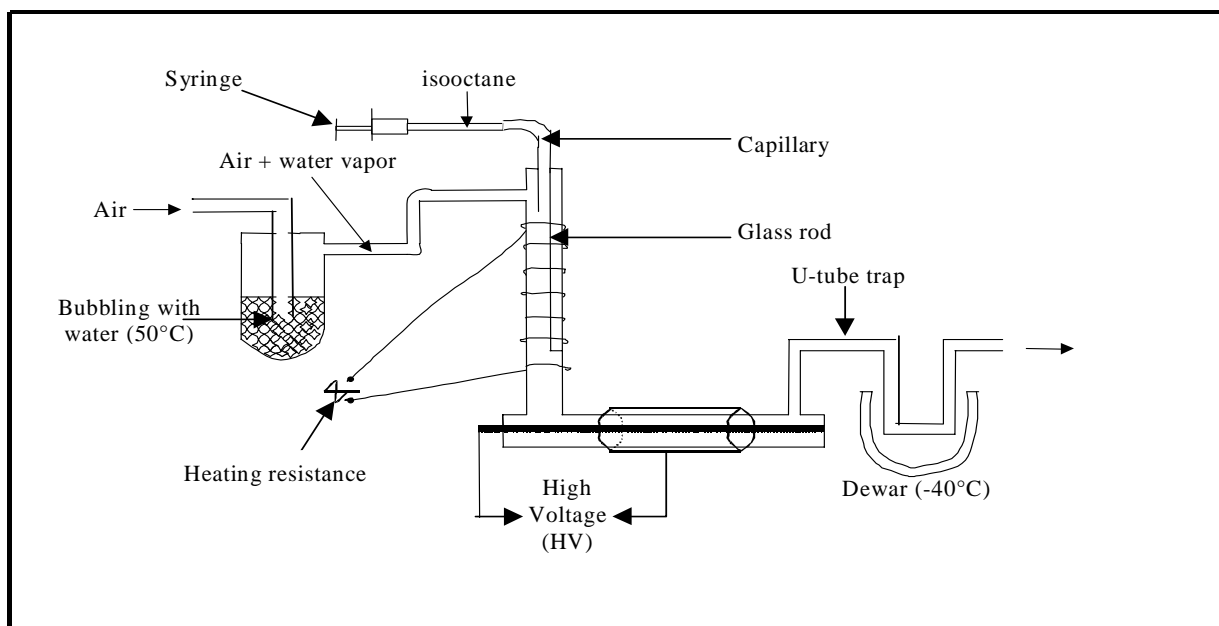 Syringe
isooctane
Capillary
Air + water vapor
Air
Glass rod
U-tube trap
Bubbling with
water (50°C)
Heating resistance
High
Voltage
(HV)
Dewar (-40°C)